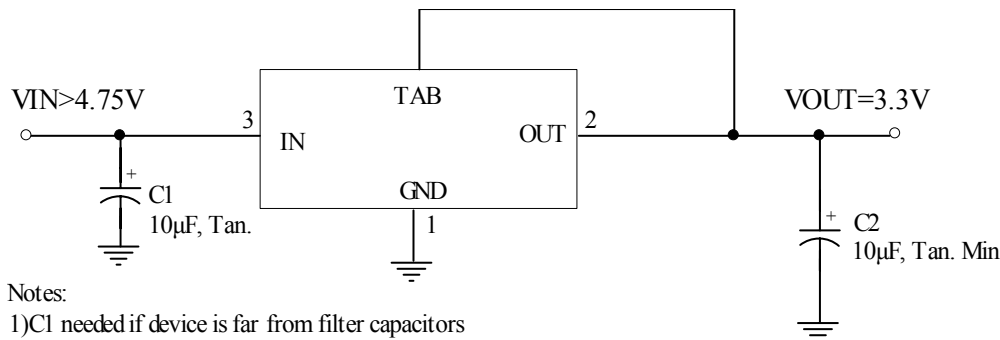 TAB
VIN>4.75V
VOUT=3.3V
3
2
IN
OUT
GND
1
+
C1
10μF, Tan.
+
C2
10μF, Tan. Min
Notes:
1)C1 needed if device is far from filter capacitors